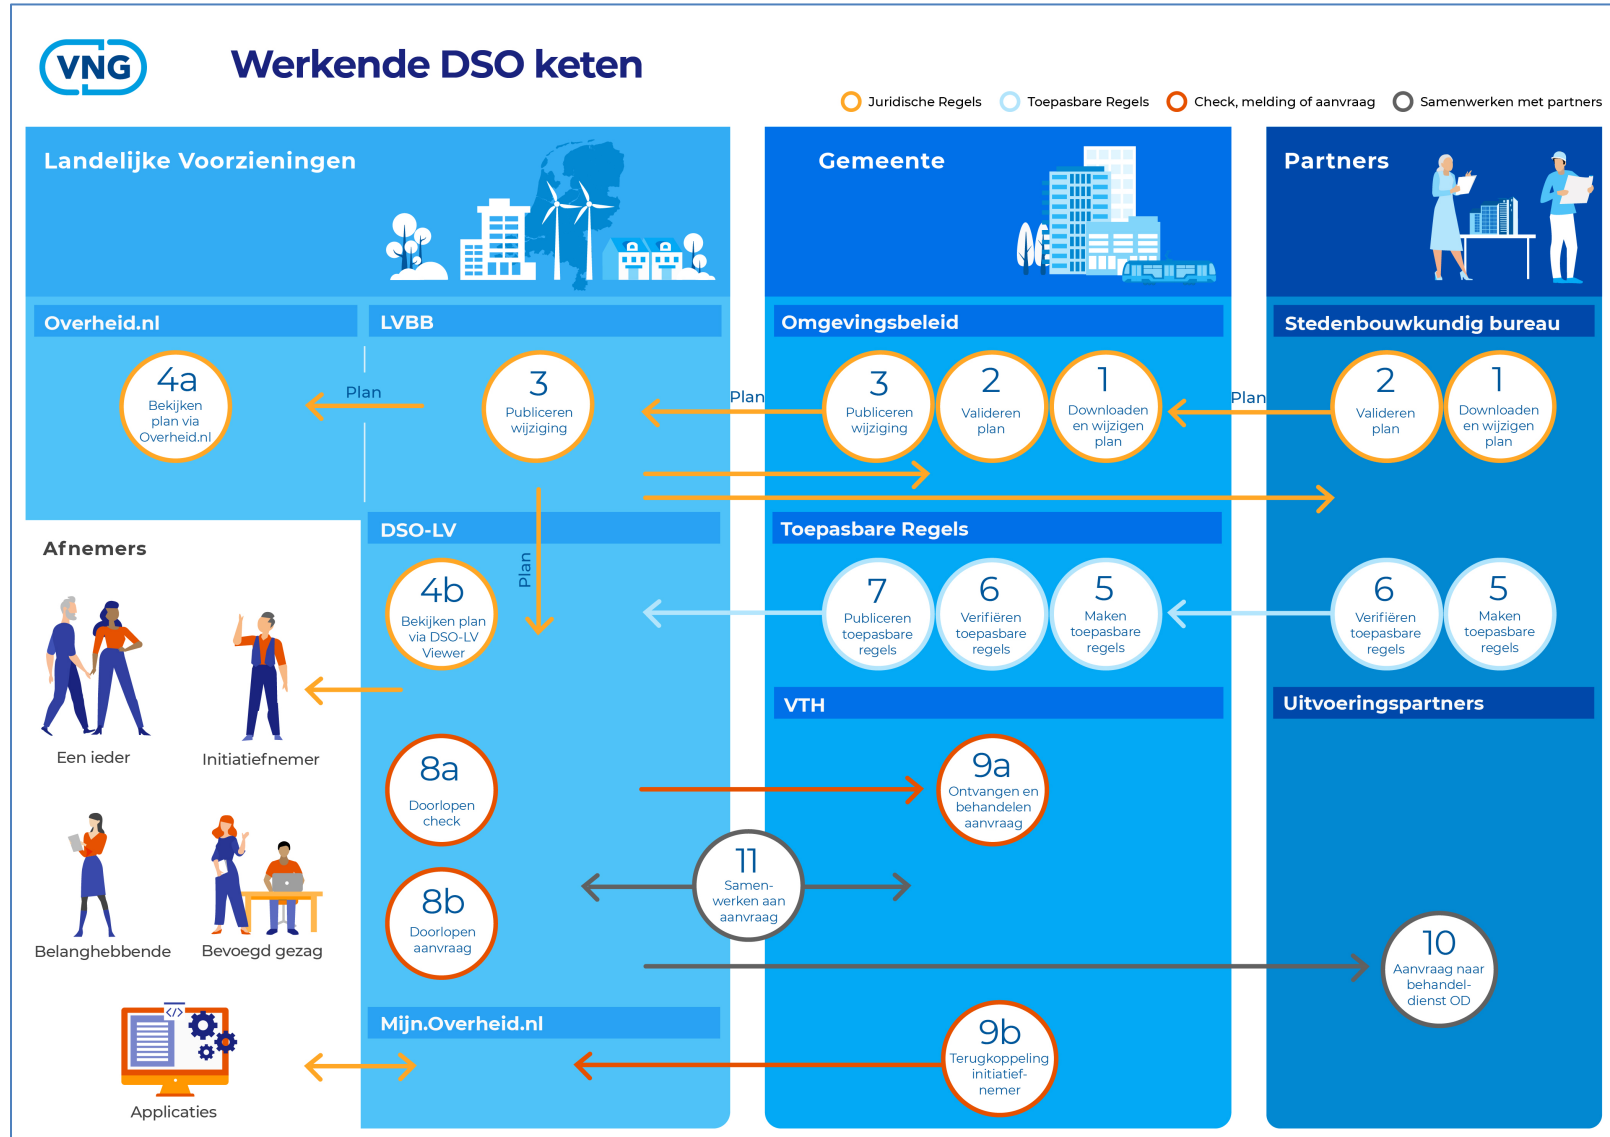 VNG
Werkende DSO keten
Juridische Regels
Toepasbare Regels
Check, melding of aanvraag
Samenwerken met partners
Landelijke Voorzieningen
Gemeente
Partners
Overheid.nl
LVBB
Omgevingsbeleid
Stedenbouwkundig bureau
4a
Bekijken
plan via
Overheid.nl
Plan
3
Publiceren
wijziging
Plan
3
Publiceren
wijziging
2
Valideren
plan
1
Downloaden
en wijzigen
plan
Plan
2
Valideren
plan
1
Downloaden
en wijzigen
plan
Plan
Afnemers
DSO-LV
Toepasbare Regels
4b
Bekijken plan
via DSO-LV
Viewer
7
Publiceren
toepasbare
regels
6
Verifiëren
toepasbare
regels
5
Maken
toepasbare
regels
6
Verifiëren
toepasbare
regels
5
Maken
toepasbare
regels
VTH
Uitvoeringspartners
Een ieder
Initiatiefnemer
8a
Doorlopen
check
9a
Ontvangen en
behandelen
aanvraag
11
Samen-
werken aan
aanvraag
8b
Doorlopen
aanvraag
Belanghebbende
Bevoegd gezag
10
Aanvraag naar
behandel-
dienst OD
Mijn.Overheid.nl
9b
Terugkoppeling
initiatief-
nemer
</>
Applicaties